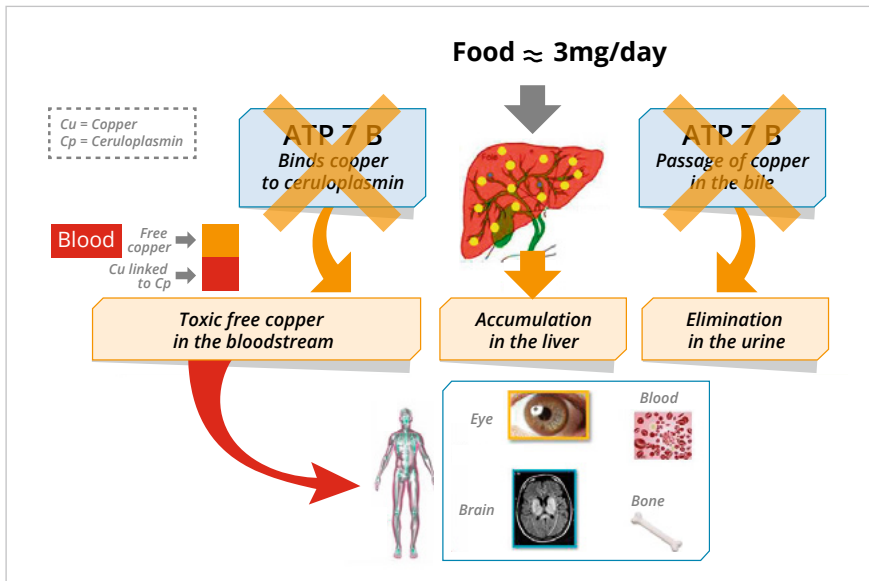 Food ≈ 3mg/day
Cu = Copper
Cp = Ceruloplasmin
ATP 7 B
Binds copper
to ceruloplasmin
Foie
ATP 7 B
Passage of copper
in the bile
Blood
Free
copper
Cu linked
to Cp
Toxic free copper
in the bloodstream
Accumulation
in the liver
Elimination
in the urine
Eye
Blood
Brain
Bone